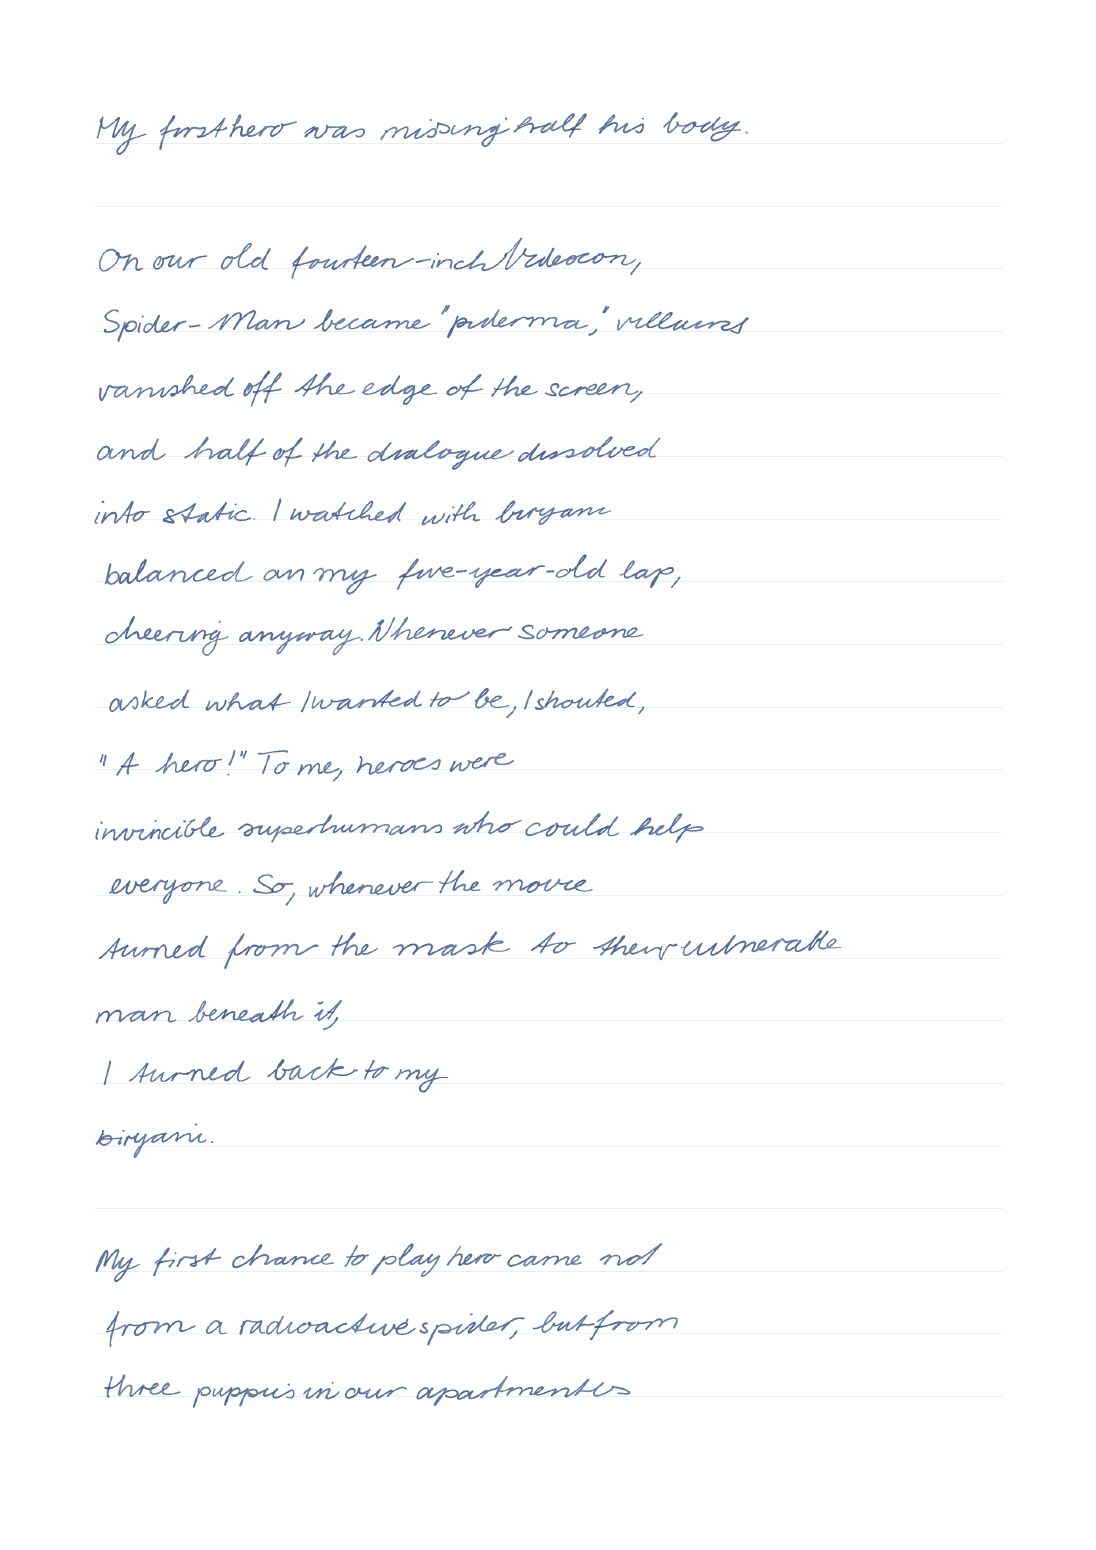 My first hero was missing half his body.
On our old fourteen-inch Videocon,
Spider-Man became "piderma," villains
vanished off the edge of the screen,
and half of the dialogue dissolved
into static. I watched with biryani
balanced on my five-year-old lap,
cheering anyway. Whenever someone
asked what I wanted to be, I shouted,
"A hero!" To me, heroes were
invincible superhumans who could help
everyone. So, whenever the movie
turned from the mask to the vulnerable
man beneath it,
I turned back to my
biryani.
My first chance to play hero came not
from a radioactive spider, but from
three puppies in our apartment's